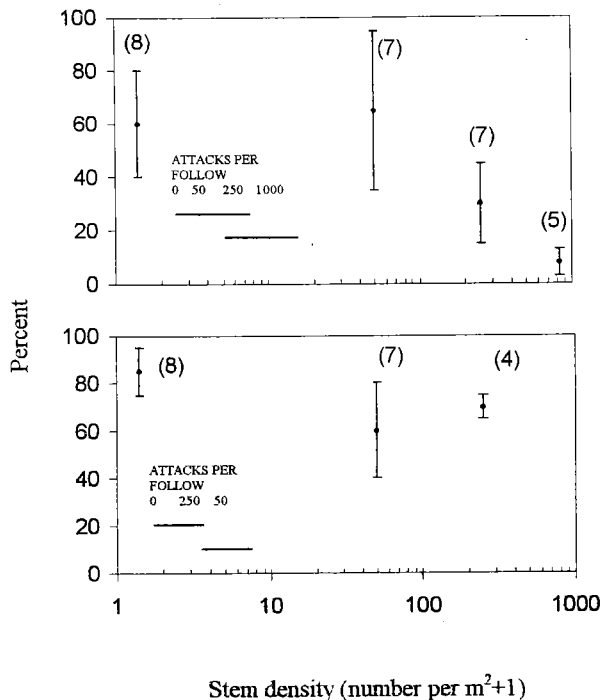 100
80
60
40
20
0
(8)
(7)
(7)
(5)
ATTACKS PER
FOLLOW
0 50 250 1000
Percent
100
80
60
40
20
0
(8)
(7)
(4)
ATTACKS PER
FOLLOW
0 250 50
1 10 100 1000
Stem density (number per m²+1)